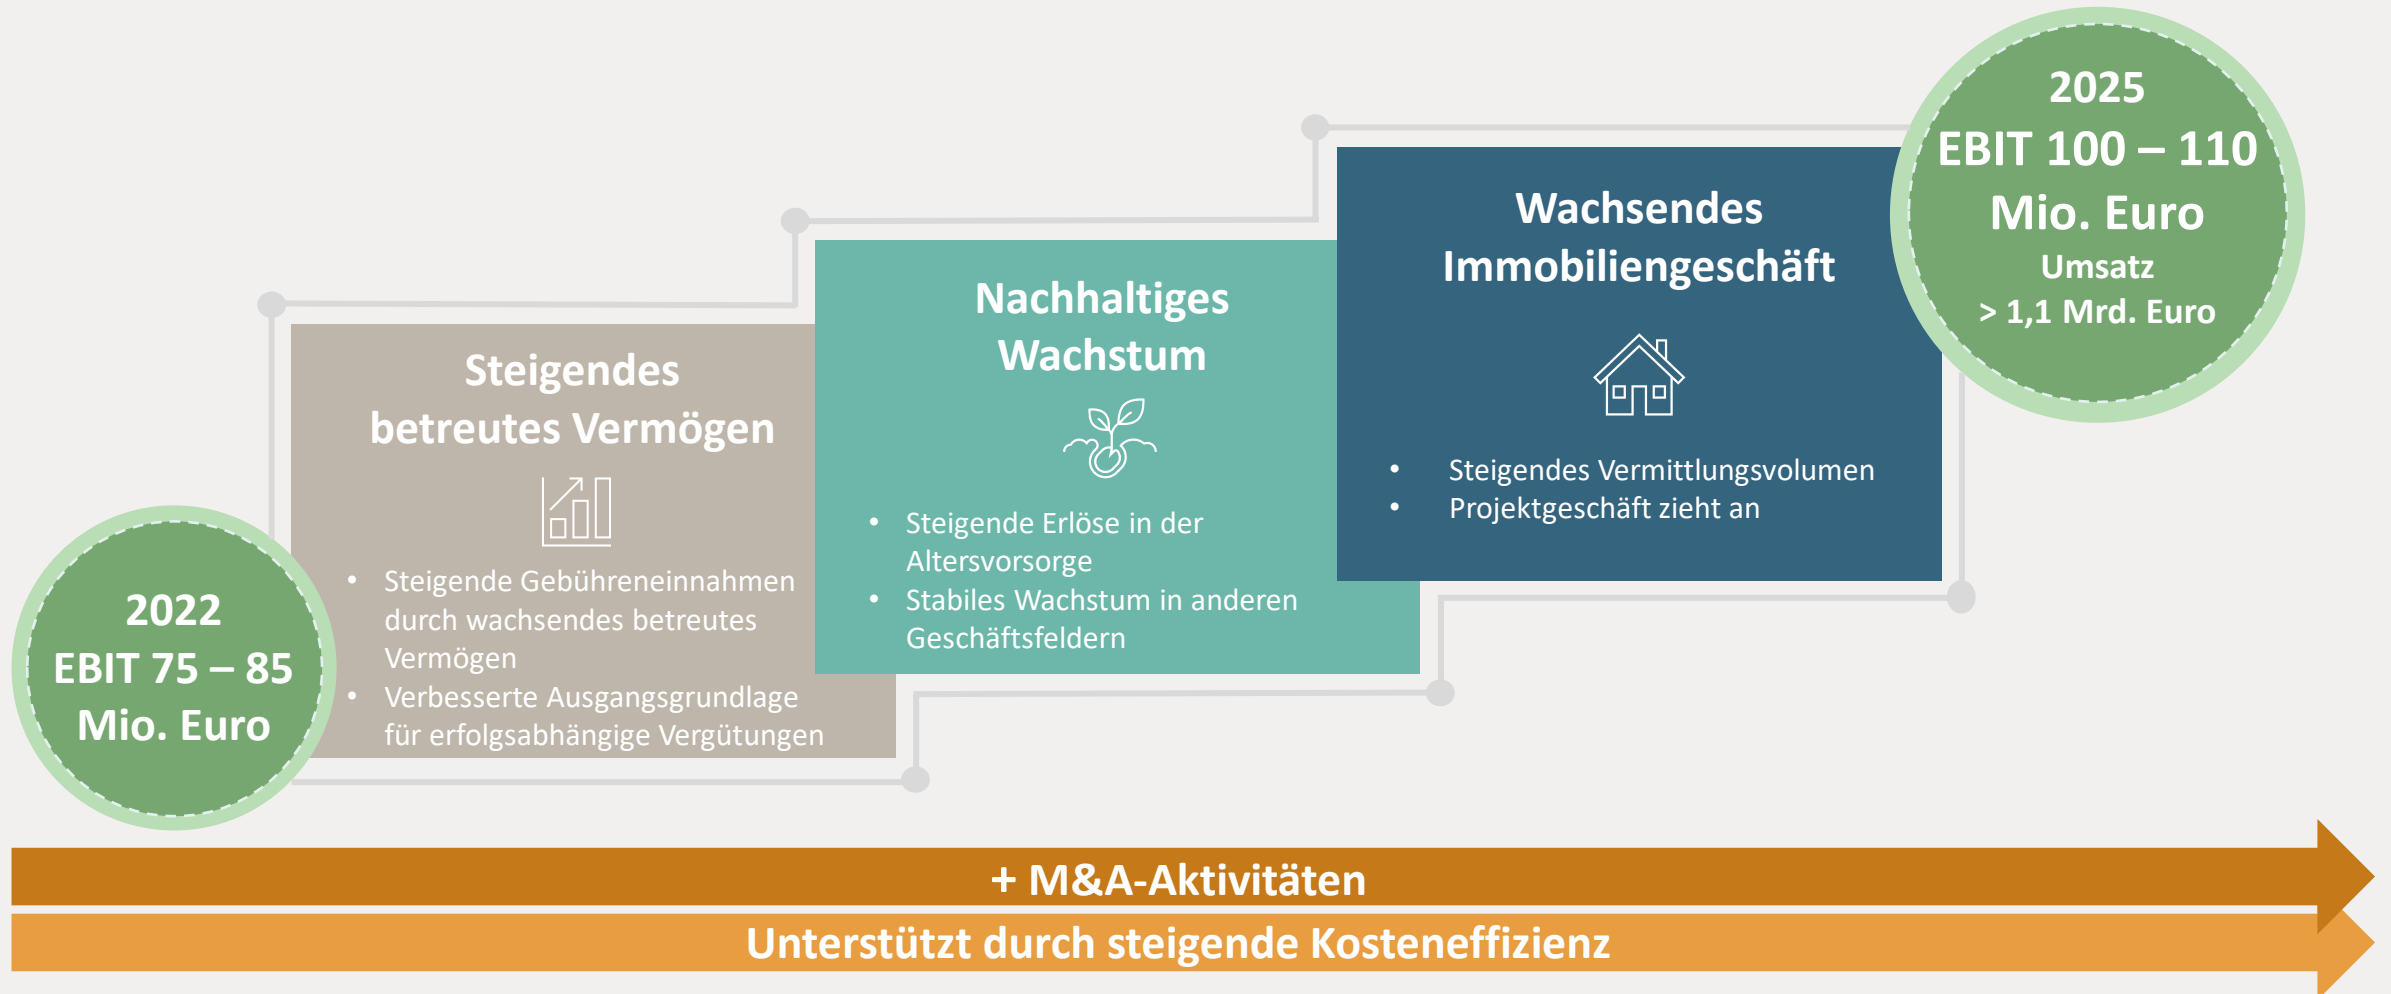 2022
EBIT 75 – 85
Mio. Euro
Steigendes
betreutes Vermögen
• Steigende Gebühreneinnahmen
durch wachsendes betreutes
Vermögen
• Verbesserte Ausgangsgrundlage
für erfolgsabhängige Vergütungen
Nachhaltiges
Wachstum
• Steigende Erlöse in der
Altersvorsorge
• Stabiles Wachstum in anderen
Geschäftsfeldern
Wachsendes
Immobiliengeschäft
• Steigendes Vermittlungsvolumen
• Projektgeschäft zieht an
2025
EBIT 100 – 110
Mio. Euro
Umsatz
> 1,1 Mrd. Euro
+ M&A-Aktivitäten
Unterstützt durch steigende Kosteneffizienz